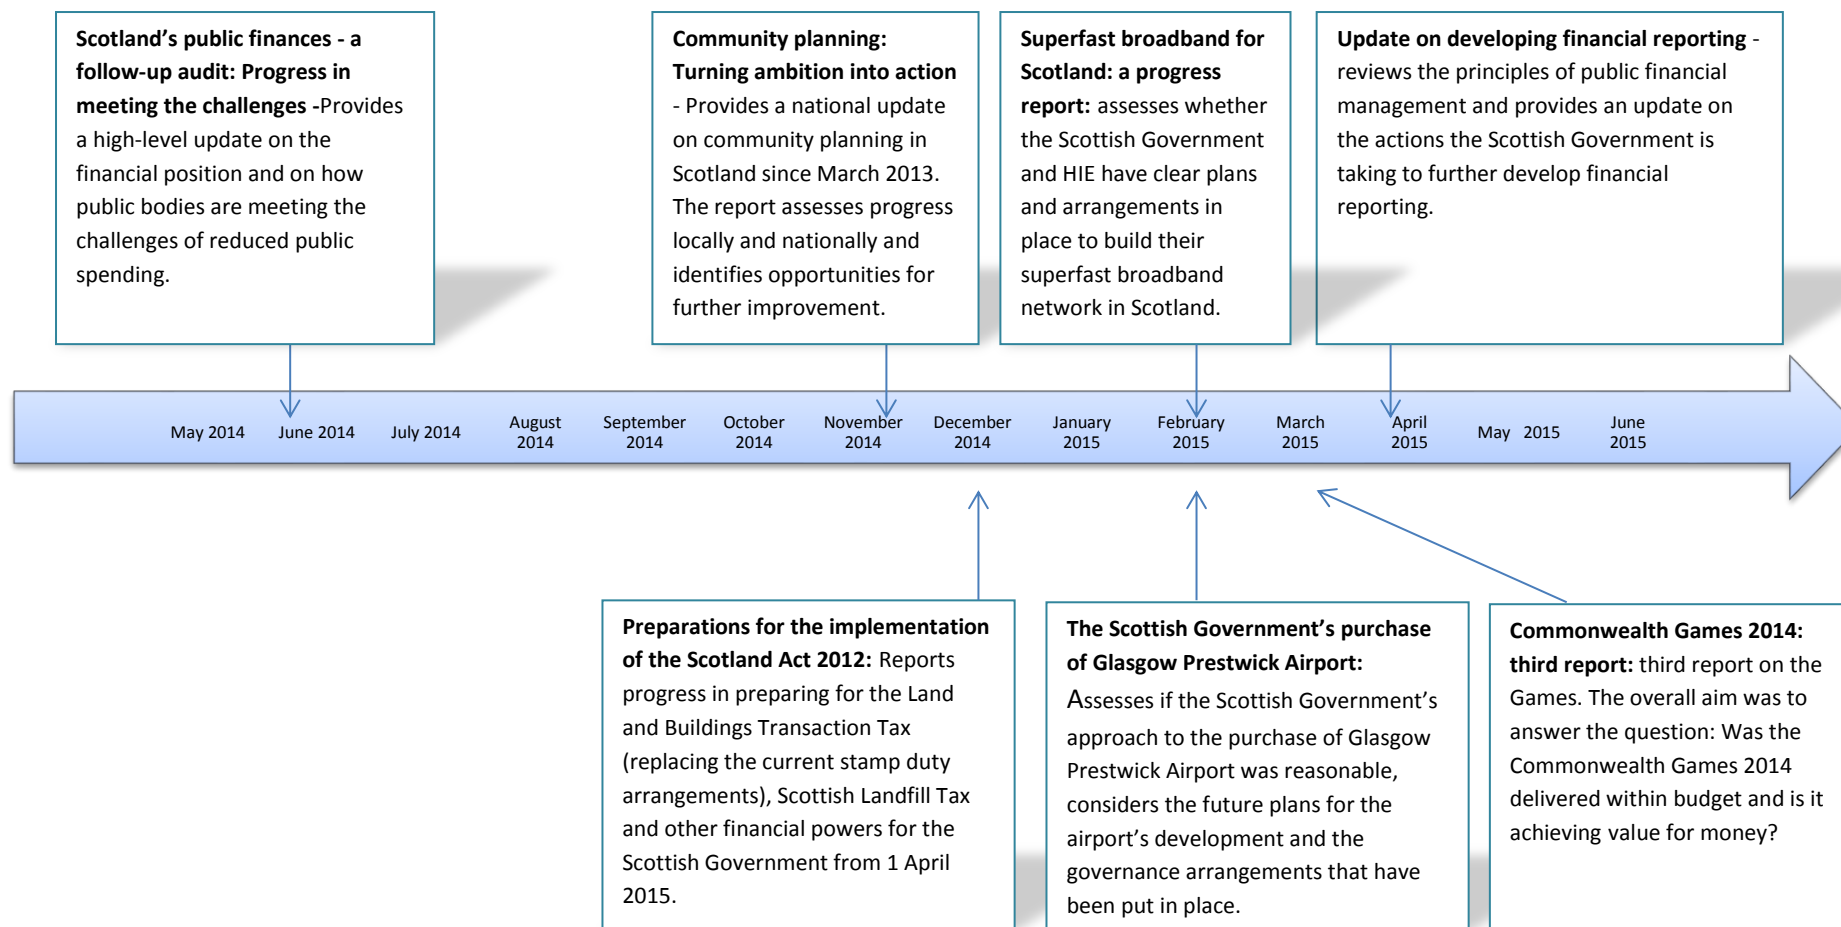 Scotland’s public finances - a
follow-up audit: Progress in
meeting the challenges -Provides
a high-level update on the
financial position and on how
public bodies are meeting the
challenges of reduced public
spending.
Community planning:
Turning ambition into action
- Provides a national update
on community planning in
Scotland since March 2013.
The report assesses progress
locally and nationally and
identifies opportunities for
further improvement.
Superfast broadband for
Scotland: a progress
report: assesses whether
the Scottish Government
and HIE have clear plans
and arrangements in
place to build their
superfast broadband
network in Scotland.
Update on developing financial reporting -
reviews the principles of public financial
management and provides an update on
the actions the Scottish Government is
taking to further develop financial
reporting.
May 2014
June 2014
July 2014
August
2014
September
2014
October
2014
November
2014
December
2014
January
2015
February
2015
March
2015
April
2015
May 2015
June
2015
Preparations for the implementation
of the Scotland Act 2012: Reports
progress in preparing for the Land
and Buildings Transaction Tax
(replacing the current stamp duty
arrangements), Scottish Landfill Tax
and other financial powers for the
Scottish Government from 1 April
2015.
The Scottish Government’s purchase
of Glasgow Prestwick Airport:
Assesses if the Scottish Government’s
approach to the purchase of Glasgow
Prestwick Airport was reasonable,
considers the future plans for the
airport’s development and the
governance arrangements that have
been put in place.
Commonwealth Games 2014:
third report: third report on the
Games. The overall aim was to
answer the question: Was the
Commonwealth Games 2014
delivered within budget and is it
achieving value for money?